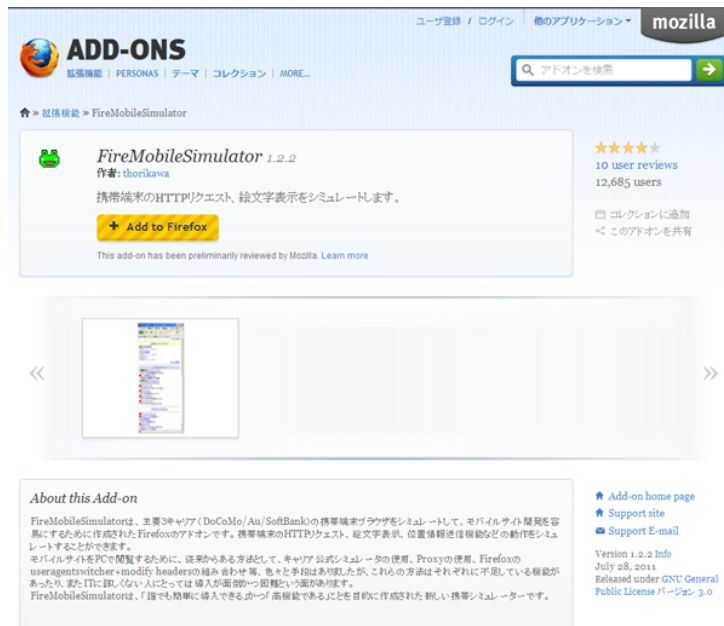 ユーザ登録 / ログイン 他のアプリケーション mozilla
ADD-ONS
拡張機能 | PERSONAS | テーマ | コレクション | MORE...
アドオンを検索
» 拡張機能 » FireMobileSimulator
FireMobileSimulator 1.2.2
作者: thorikawa
携帯端末のHTTPリクエスト、絵文字表示をシミュレートします。
+ Add to Firefox
This add-on has been preliminarily reviewed by Mozilla. Learn more
10 user reviews
12,685 users
コレクションに追加
このアドオンを共有
« »
About this Add-on
FireMobileSimulatorは、主要3キャリア(DoCoMo/Au/SoftBank)の携帯端末ブラウザをシミュレートして、モバイルサイト開発を容
易にするために作成されたFirefoxのアドオンです。携帯端末のHTTPリクエスト、絵文字表示、位置情報送信機能などの動作をシミュ
レートすることができます。
モバイルサイトをPCで閲覧するために、従来からある方法として、キャリア公式シミュレータの使用、Proxyの使用、Firefoxの
useragentswitcher+modify headersの組み合わせ等、色々と手段はありましたが、これらの方法はそれぞれに不足している機能が
あったり、またITに詳しくない人にとっては導入が面倒かつ困難という面があります。
FireMobileSimulatorは、「誰でも簡単に導入できる」かつ「高機能である」ことを目的に作成された新しい携帯シミュレーターです。
Add-on home page
Support site
Support E-mail
Version 1.2.2 Info
July 28, 2011
Released under GNU General
Public License バージョン 3.0